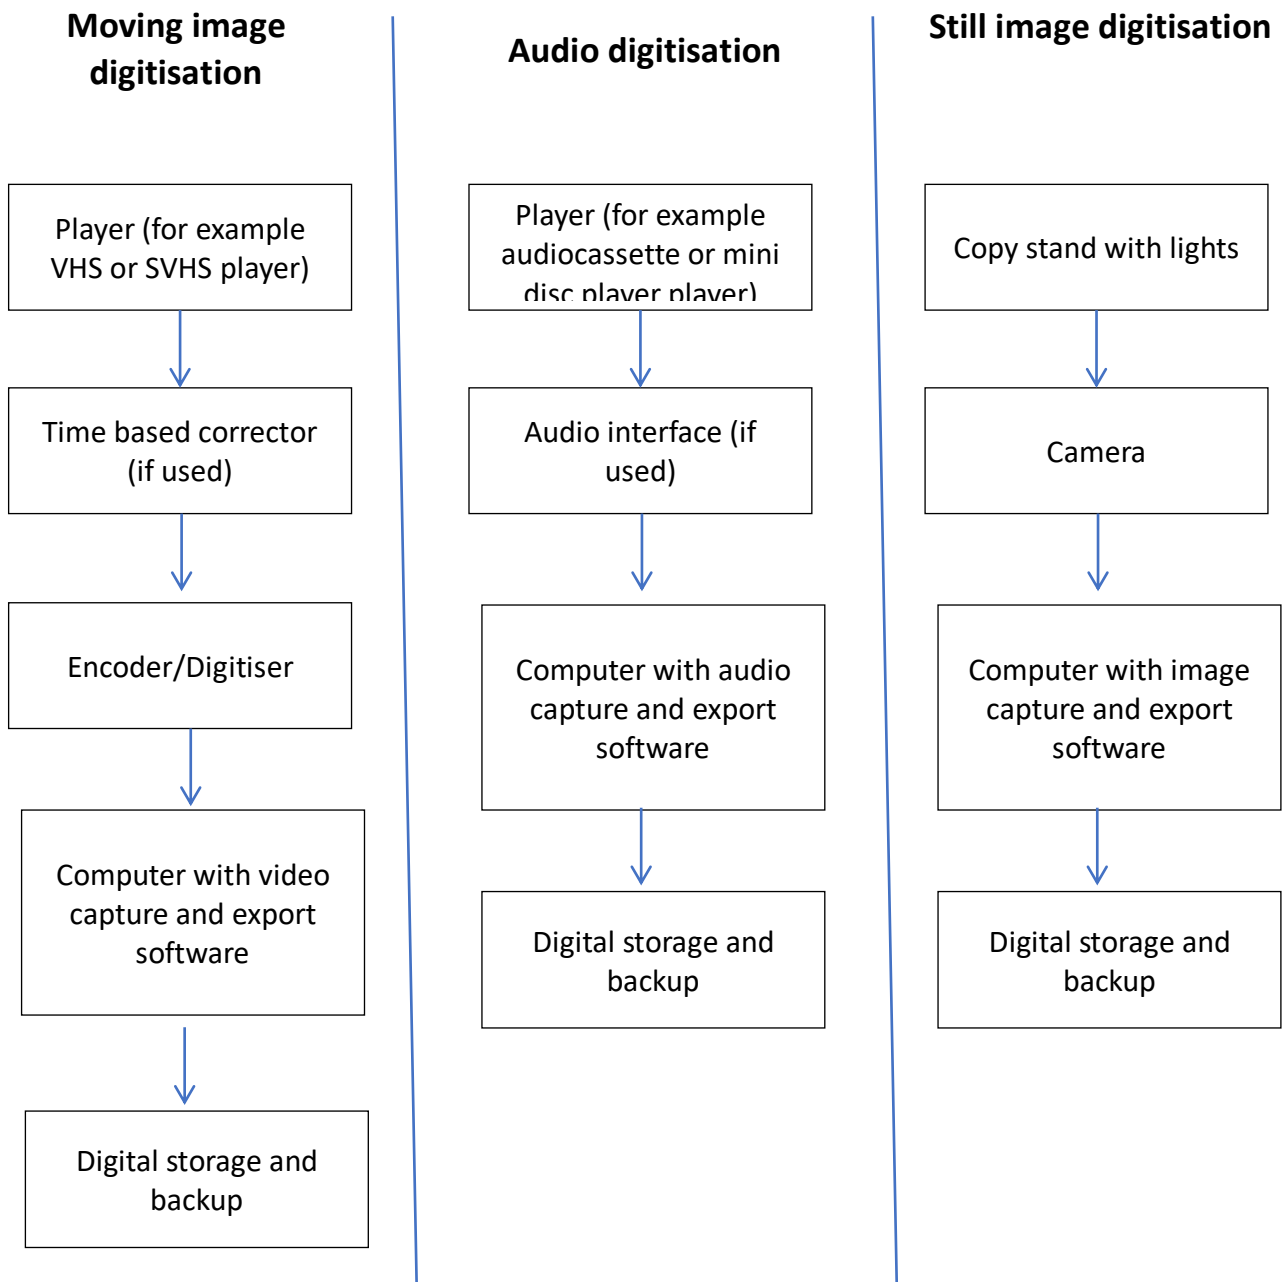 Moving image
digitisation
Player (for example
VHS or SVHS player)
Time based corrector
(if used)
Encoder/Digitiser
Computer with video
capture and export
software
Digital storage and
backup
Audio digitisation
Player (for example
audiocassette or mini
disc player player)
Audio interface (if
used)
Computer with audio
capture and export
software
Digital storage and
backup
Still image digitisation
Copy stand with lights
Camera
Computer with image
capture and export
software
Digital storage and
backup